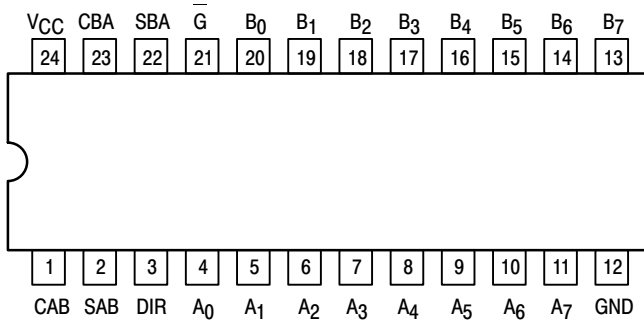 VCC CBA SBA G̅ B0 B1 B2 B3 B4 B5 B6 B7
24 23 22 21 20 19 18 17 16 15 14 13
1 2 3 4 5 6 7 8 9 10 11 12
CAB SAB DIR A0 A1 A2 A3 A4 A5 A6 A7 GND